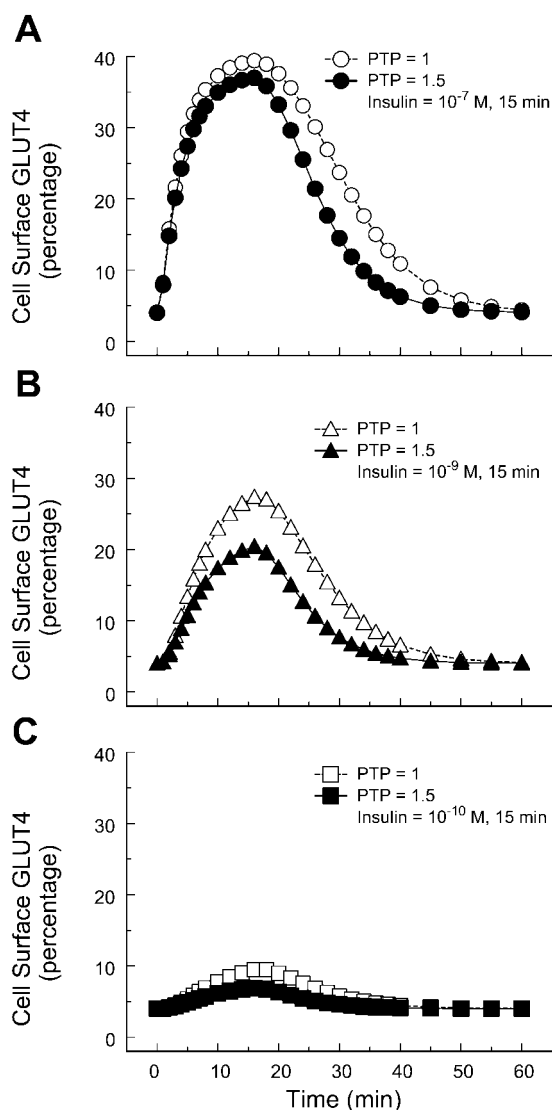 A
40
30
20
10
0
Cell Surface GLUT4
(percentage)
PTP = 1
PTP = 1.5
Insulin = 10⁻⁷ M, 15 min
B
40
30
20
10
0
Cell Surface GLUT4
(percentage)
PTP = 1
PTP = 1.5
Insulin = 10⁻⁹ M, 15 min
C
40
30
20
10
0
Cell Surface GLUT4
(percentage)
PTP = 1
PTP = 1.5
Insulin = 10⁻¹⁰ M, 15 min
0 10 20 30 40 50 60
Time (min)